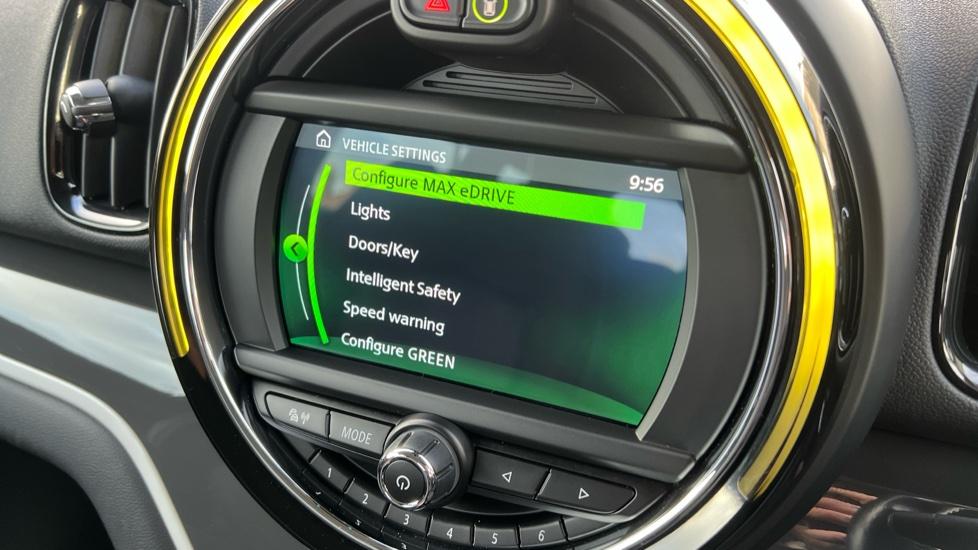 VEHICLE SETTINGS
9:56
Configure MAX eDRIVE
Lights
Doors/Key
Intelligent Safety
Speed warning
Configure GREEN
MODE
1
2
3
4
5
6